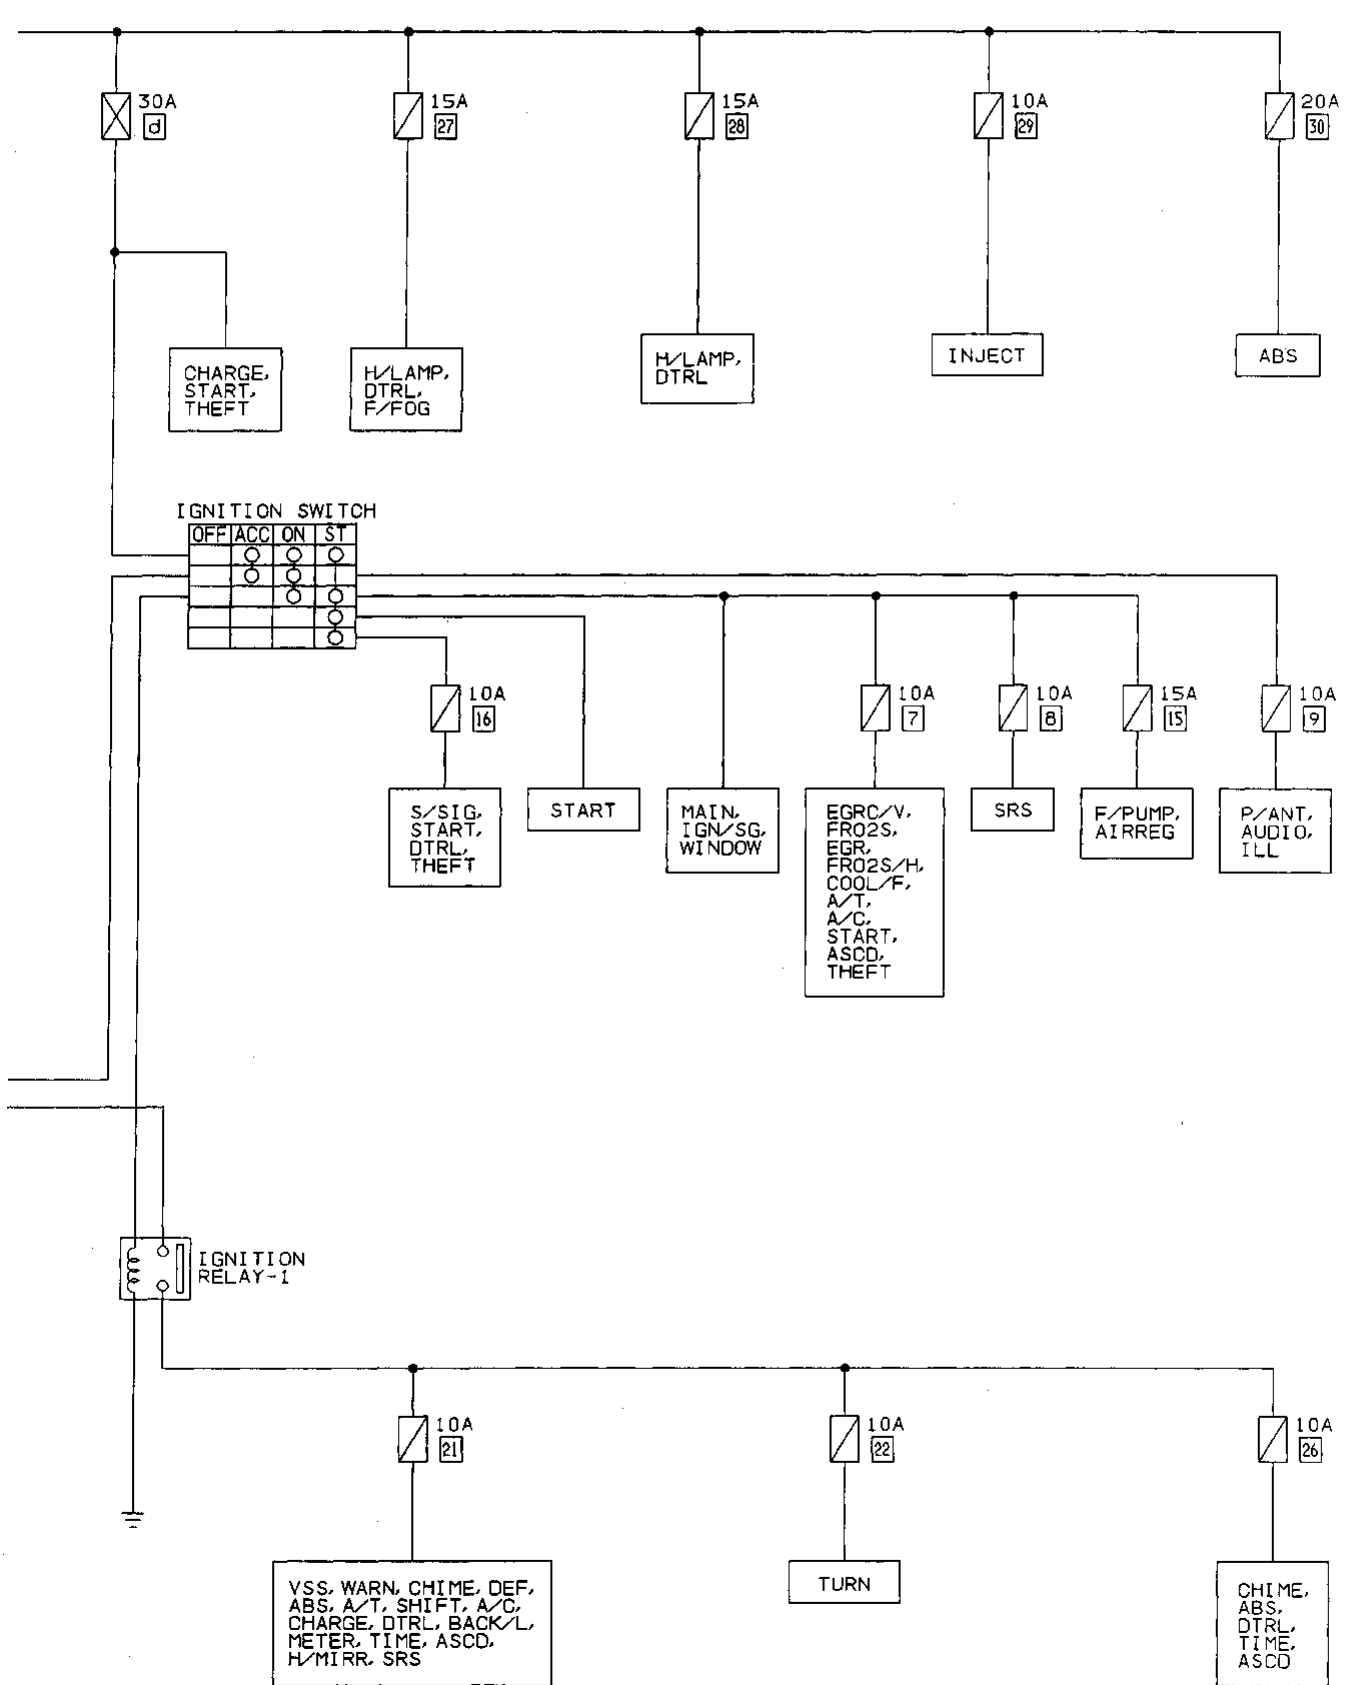 30A
d
15A
27
15A
28
10A
29
20A
30
CHARGE,
START,
THEFT
H/LAMP,
DTRL,
F/FOG
H/LAMP,
DTRL
INJECT
ABS
IGNITION SWITCH
OFF ACC ON ST
10A
16
10A
7
10A
8
15A
15
10A
9
S/SIG,
START,
DTRL,
THEFT
START
MAIN,
IGN/SG,
WINDOW
EGRC/V,
FRO2S,
EGR,
FRO2S/H,
COOL/F,
A/T,
A/C,
START,
ASCD,
THEFT
SRS
F/PUMP,
AIRREG
P/ANT,
AUDIO,
ILL
IGNITION
RELAY-1
10A
21
10A
22
10A
26
VSS, WARN, CHIME, DEF,
ABS, A/T, SHIFT, A/C,
CHARGE, DTRL, BACK/L,
METER, TIME, ASCD,
H/MIRR, SRS
TURN
CHIME,
ABS,
DTRL,
TIME,
ASCD